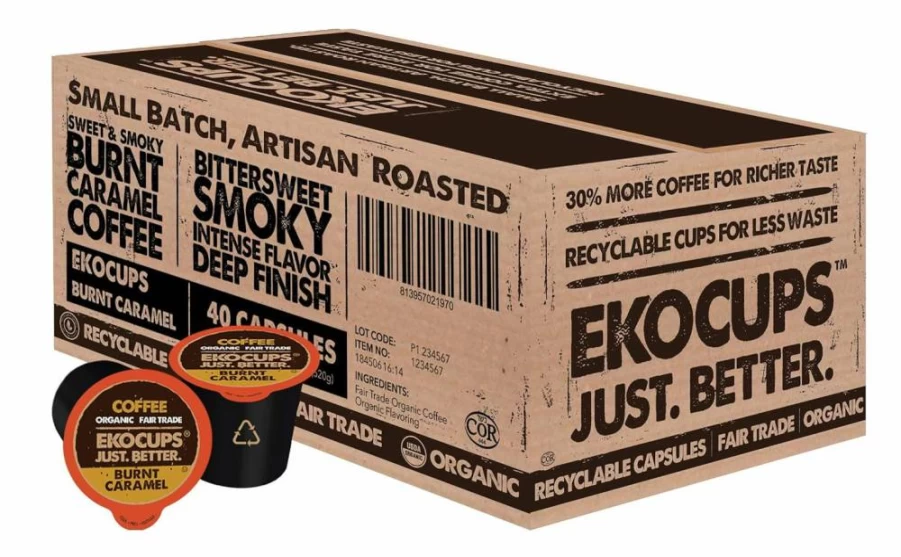 EKOCUPS
JUST. BETTER.
SMALL BATCH, ARTISAN ROASTED
SWEET & SMOKY
BURNT
CARAMEL
COFFEE
EKOCUPS
BURNT CARAMEL
BITTERSWEET
SMOKY
INTENSE FLAVOR
DEEP FINISH
40 CAPSULES
813957021970
LOT CODE: P1 234567
ITEM NO: 1234567
18450616:14
INGREDIENTS:
Fair Trade Organic Coffee
Organic Flavoring
COR
RECYCLABLE
FAIR TRADE
USDA
ORGANIC
ORGANIC
30% MORE COFFEE FOR RICHER TASTE
RECYCLABLE CUPS FOR LESS WASTE
EKOCUPS™
JUST. BETTER.
RECYCLABLE CAPSULES | FAIR TRADE | ORGANIC
COFFEE
ORGANIC FAIR TRADE
EKOCUPS®
JUST. BETTER.
BURNT
CARAMEL
COFFEE
ORGANIC FAIR TRADE
EKOCUPS®
JUST. BETTER.
BURNT
CARAMEL